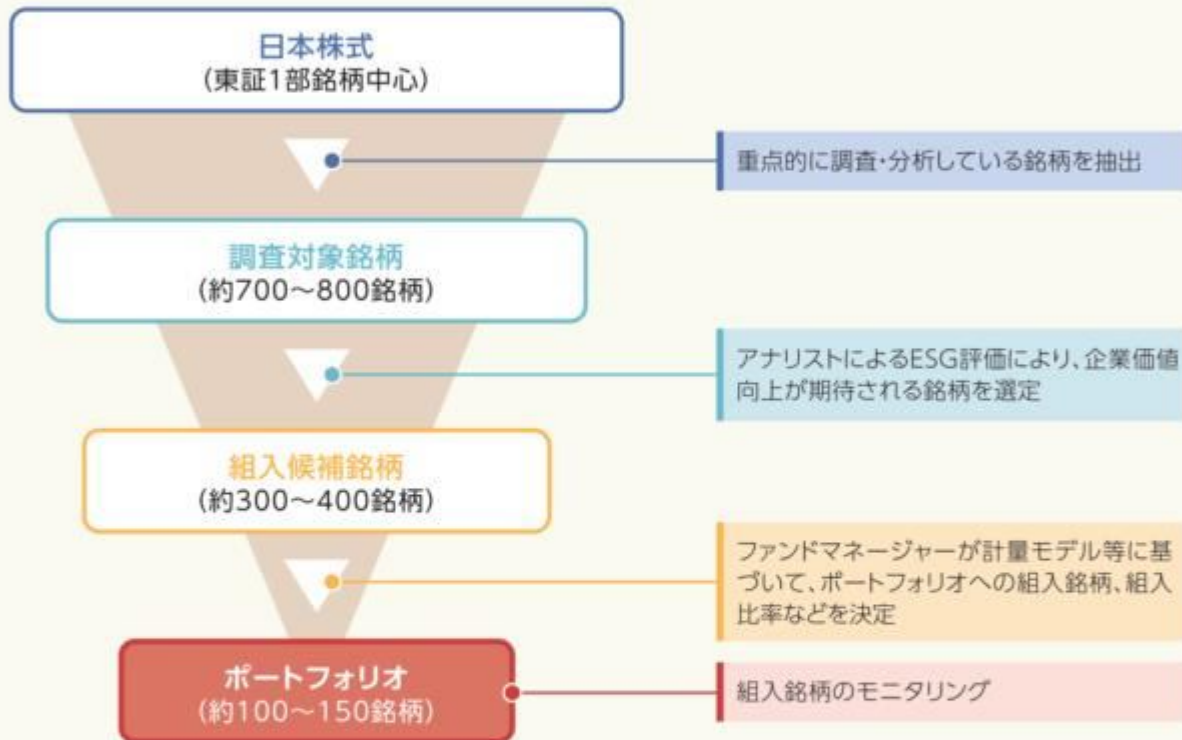 日本株式
(東証1部銘柄中心)
重点的に調査・分析している銘柄を抽出
調査対象銘柄
(約700～800銘柄)
アナリストによるESG評価により、企業価値
向上が期待される銘柄を選定
組入候補銘柄
(約300～400銘柄)
ファンドマネージャーが計量モデル等に基
づいて、ポートフォリオへの組入銘柄、組入
比率などを決定
ポートフォリオ
(約100～150銘柄)
組入銘柄のモニタリング